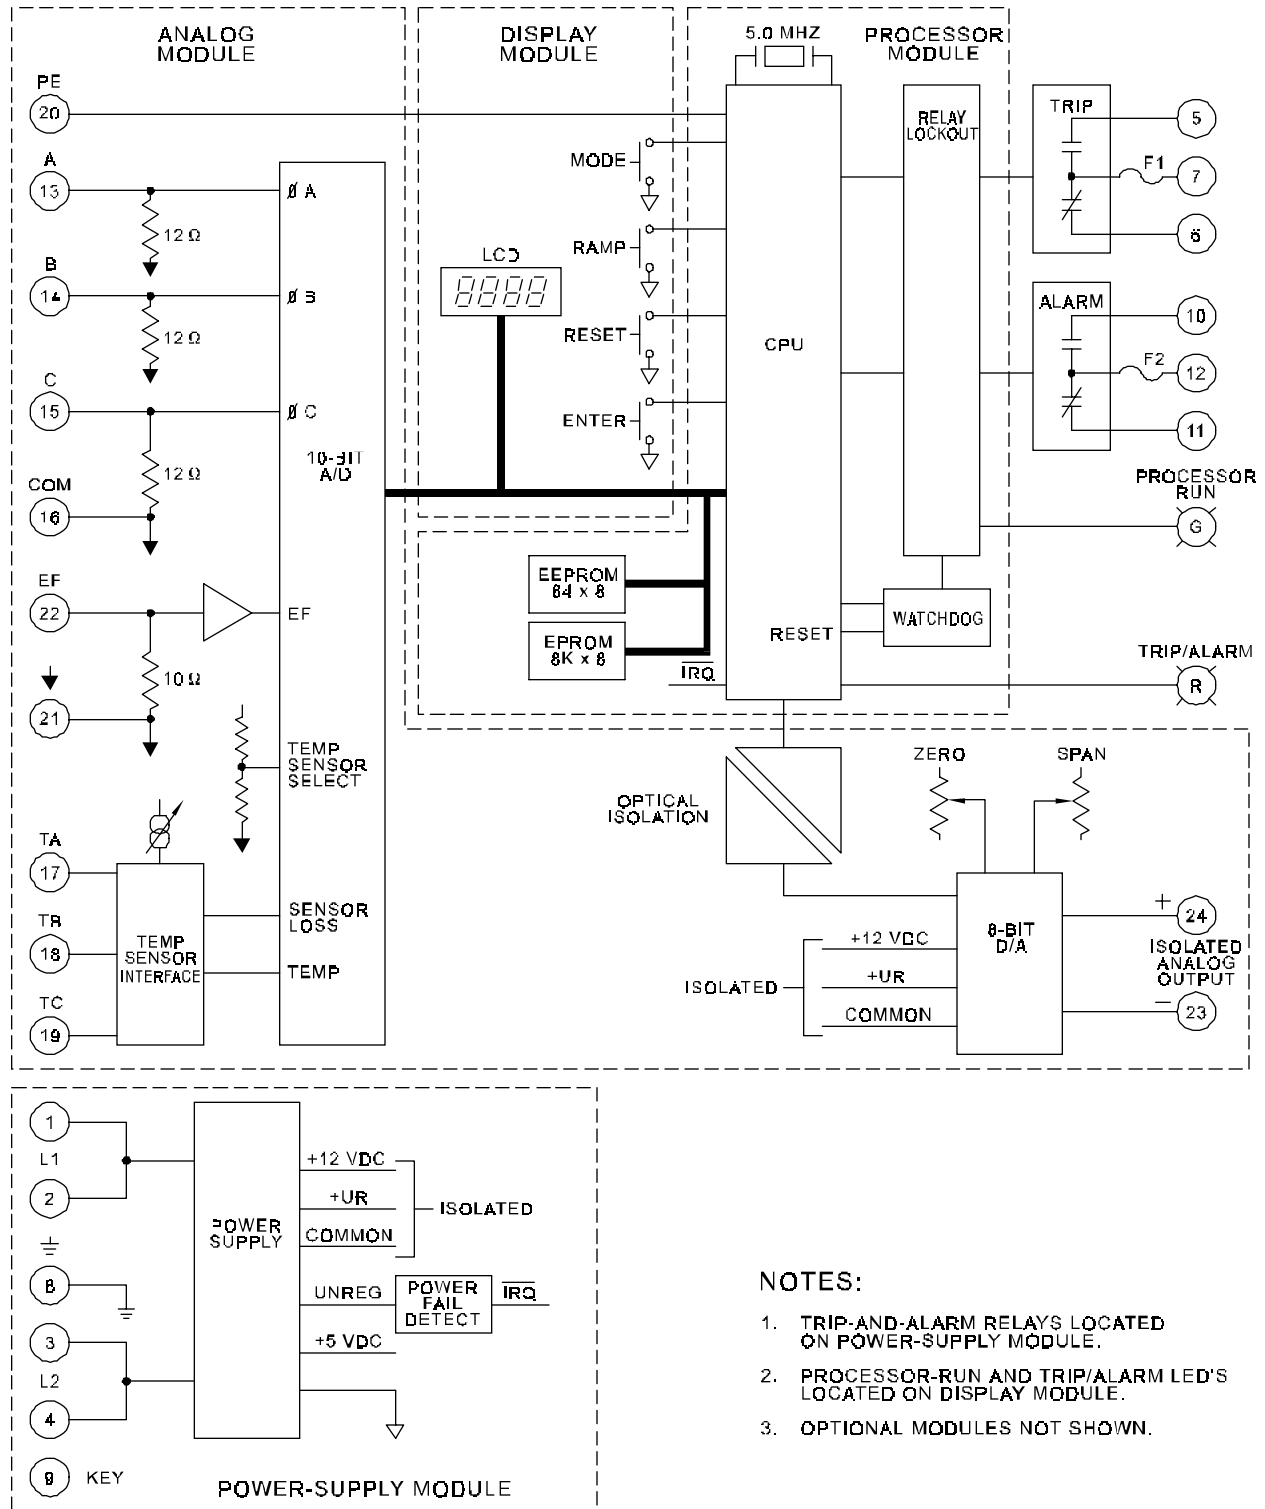 ANALOG
MODULE
DISPLAY
MODULE
5.0 MHZ
PROCESSOR
MODULE
PE
20
A
13
Ø A
12 Ω
B
14
Ø B
12 Ω
C
15
Ø C
12 Ω
COM
16
10-BIT
A/D
EF
22
EF
10 Ω
21
TEMP
SENSOR
SELECT
TA
17
TB
18
TC
19
TEMP
SENSOR
INTERFACE
SENSOR
LOSS
TEMP
LCD
8888
MODE
RAMP
RESET
ENTER
CPU
RELAY
LOCKOUT
TRIP
5
F1
7
6
ALARM
10
F2
12
11
PROCESSOR
RUN
G
EEPROM
64 x 8
EPROM
8K x 8
RESET
WATCHDOG
IRQ
TRIP/ALARM
R
OPTICAL
ISOLATION
ZERO
SPAN
8-BIT
D/A
+
24
ISOLATED
ANALOG
OUTPUT
−
23
ISOLATED
+12 VDC
+UR
COMMON
1
L1
2
8
3
L2
4
9
KEY
POWER
SUPPLY
+12 VDC
+UR
COMMON
ISOLATED
UNREG
POWER
FAIL
DETECT
IRQ
+5 VDC
POWER-SUPPLY MODULE
NOTES:
1. TRIP-AND-ALARM RELAYS LOCATED
ON POWER-SUPPLY MODULE.
2. PROCESSOR-RUN AND TRIP/ALARM LED'S
LOCATED ON DISPLAY MODULE.
3. OPTIONAL MODULES NOT SHOWN.